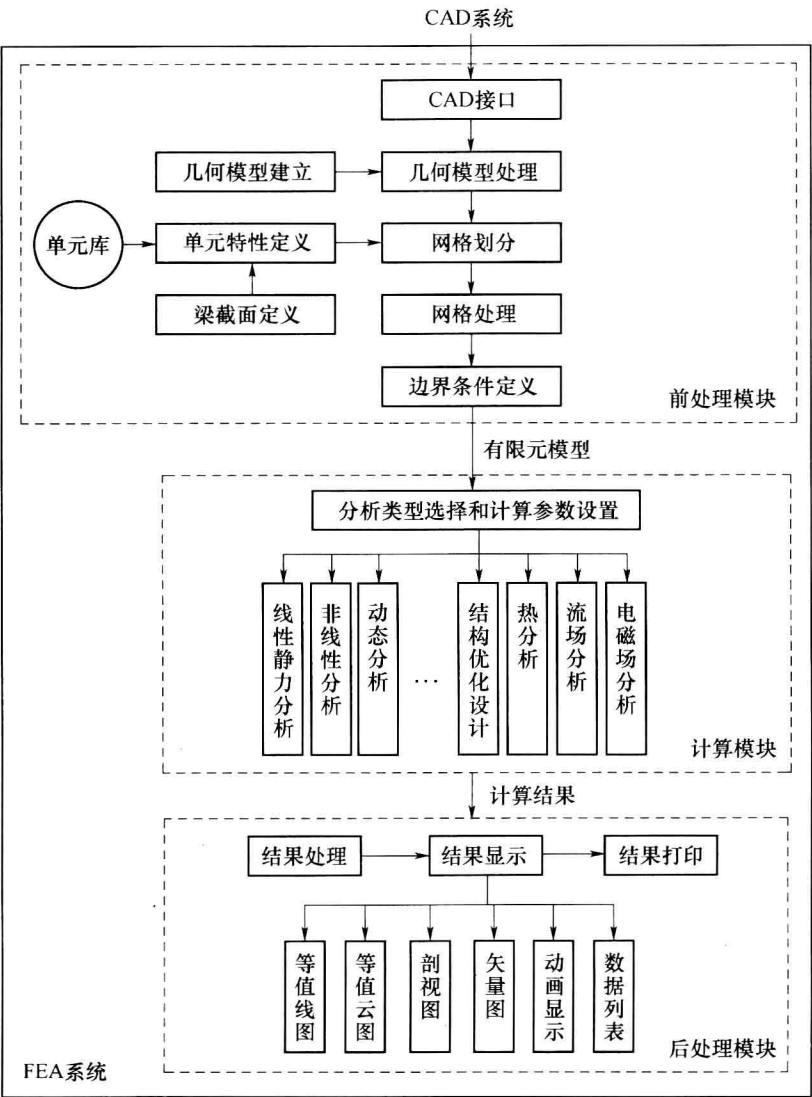 CAD系统
CAD接口
几何模型建立
几何模型处理
单元库
单元特性定义
网格划分
梁截面定义
网格处理
边界条件定义
前处理模块
有限元模型
分析类型选择和计算参数设置
线性静力分析
非线性分析
动态分析
…
结构优化设计
热分析
流场分析
电磁场分析
计算模块
计算结果
结果处理
结果显示
结果打印
等值线图
等值云图
剖视图
矢量图
动画显示
数据列表
后处理模块
FEA系统